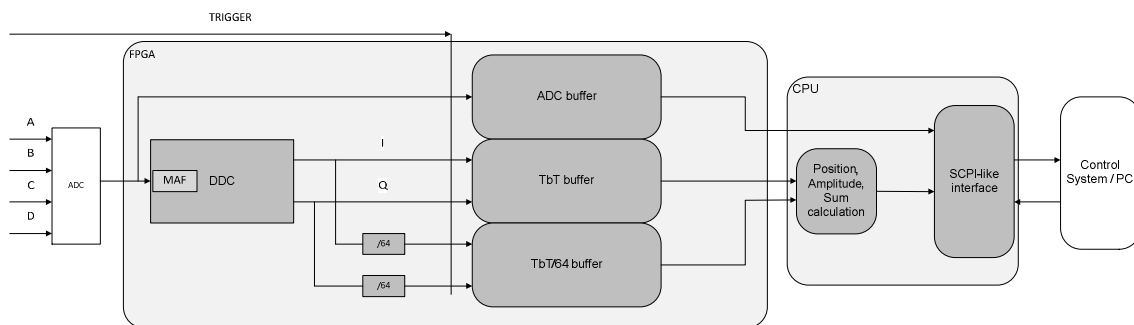 TRIGGER
FPGA
ADC buffer
CPU
A
B
C
D
ADC
MAF
DDC
I
Q
TbT buffer
Position,
Amplitude,
Sum
calculation
SCPI-like
interface
Control
System / PC
/64
TbT/64 buffer
/64